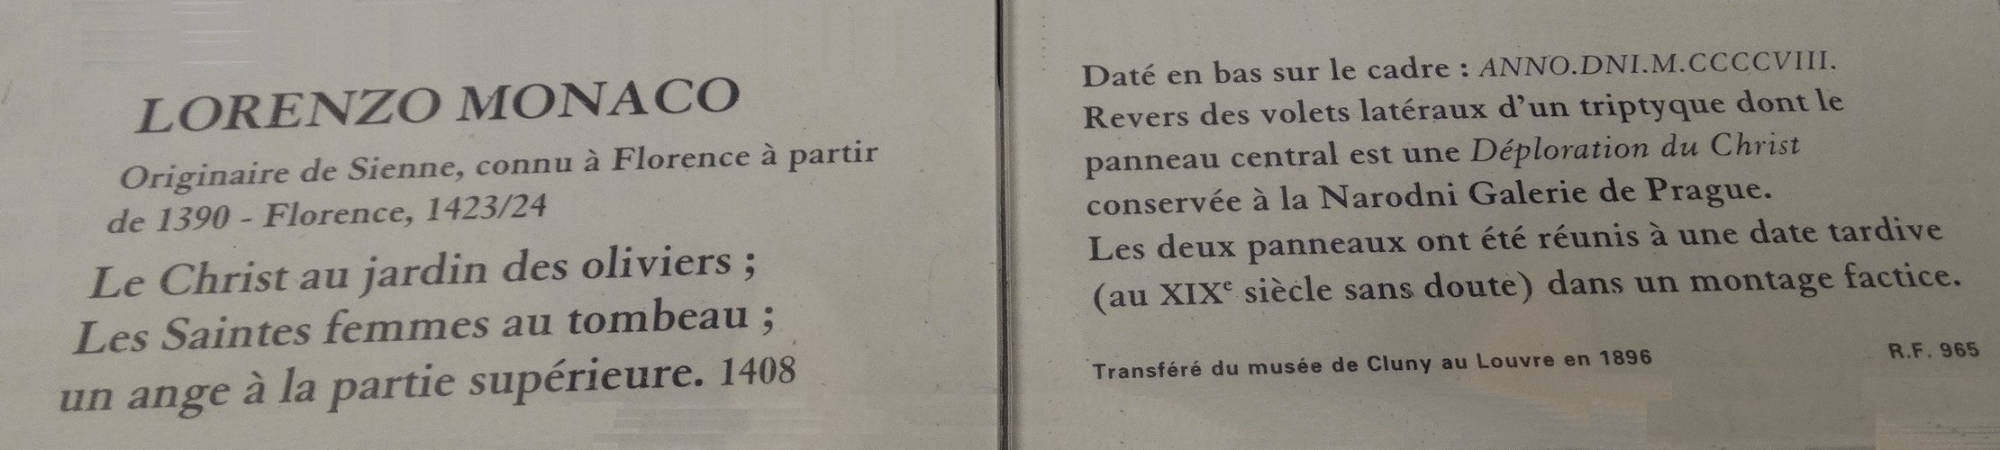 LORENZO MONACO
Originaire de Sienne, connu à Florence à partir
de 1390 - Florence, 1423/24
Le Christ au jardin des oliviers ;
Les Saintes femmes au tombeau ;
un ange à la partie supérieure. 1408
Daté en bas sur le cadre : ANNO.DNI.M.CCCCVIII.
Revers des volets latéraux d'un triptyque dont le
panneau central est une Déploration du Christ
conservée à la Narodni Galerie de Prague.
Les deux panneaux ont été réunis à une date tardive
(au XIXe siècle sans doute) dans un montage factice.
Transféré du musée de Cluny au Louvre en 1896
R.F. 965